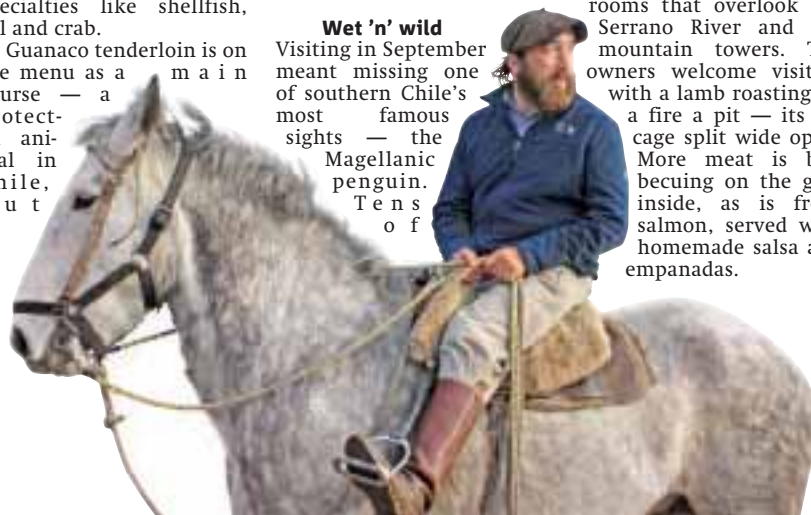 ecialties like shellfish,
l and crab.
Guanaco tenderloin is on
e menu as a main
urse — a
otect-
ani-
al in
hile,
ut
Wet ’n’ wild
Visiting in September
meant missing one
of southern Chile’s
most famous
sights — the
Magellanic
penguin.
Tens
of
rooms that overlook
Serrano River and
mountain towers. T
owners welcome visit
with a lamb roasting
a fire a pit — its
cage split wide op
More meat is b
becuing on the g
inside, as is fr
salmon, served w
homemade salsa a
empanadas.